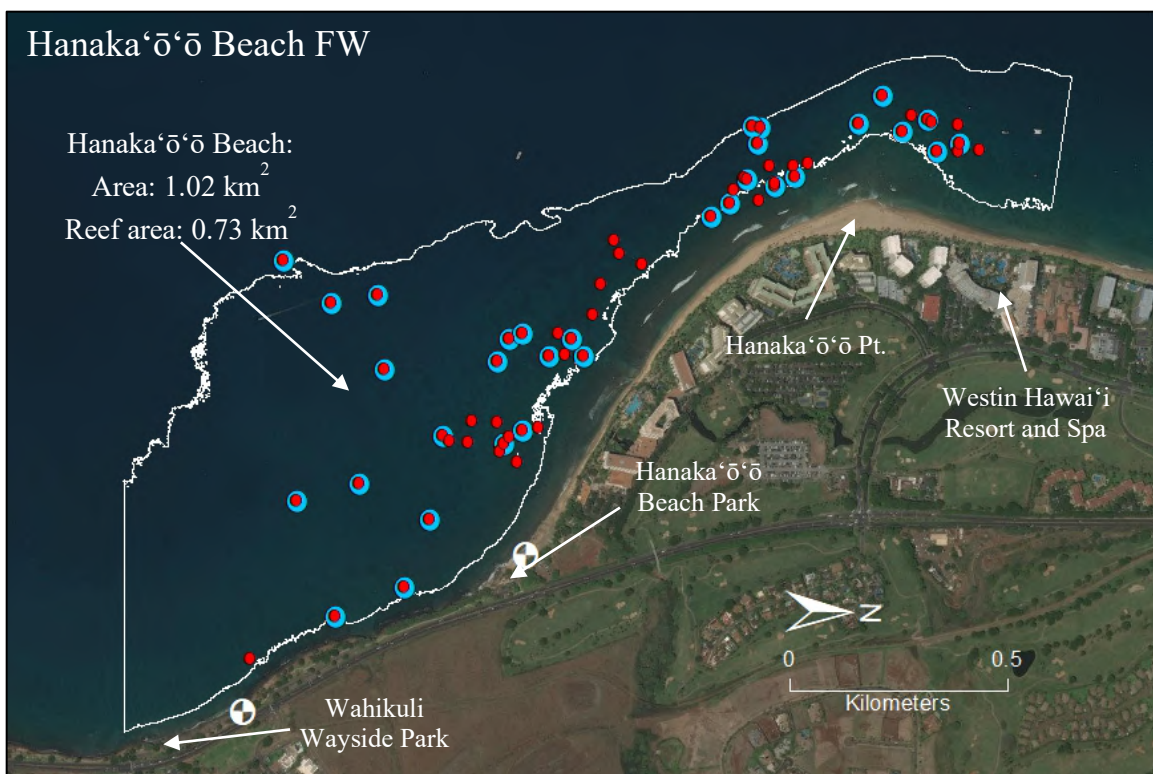 Hanaka‘ō‘ō Beach FW
Hanaka‘ō‘ō Beach:
Area: 1.02 km²
Reef area: 0.73 km²
Hanaka‘ō‘ō Pt.
Westin Hawai‘i
Resort and Spa
Hanaka‘ō‘ō
Beach Park
N
0 0.5
Kilometers
Wahikuli
Wayside Park